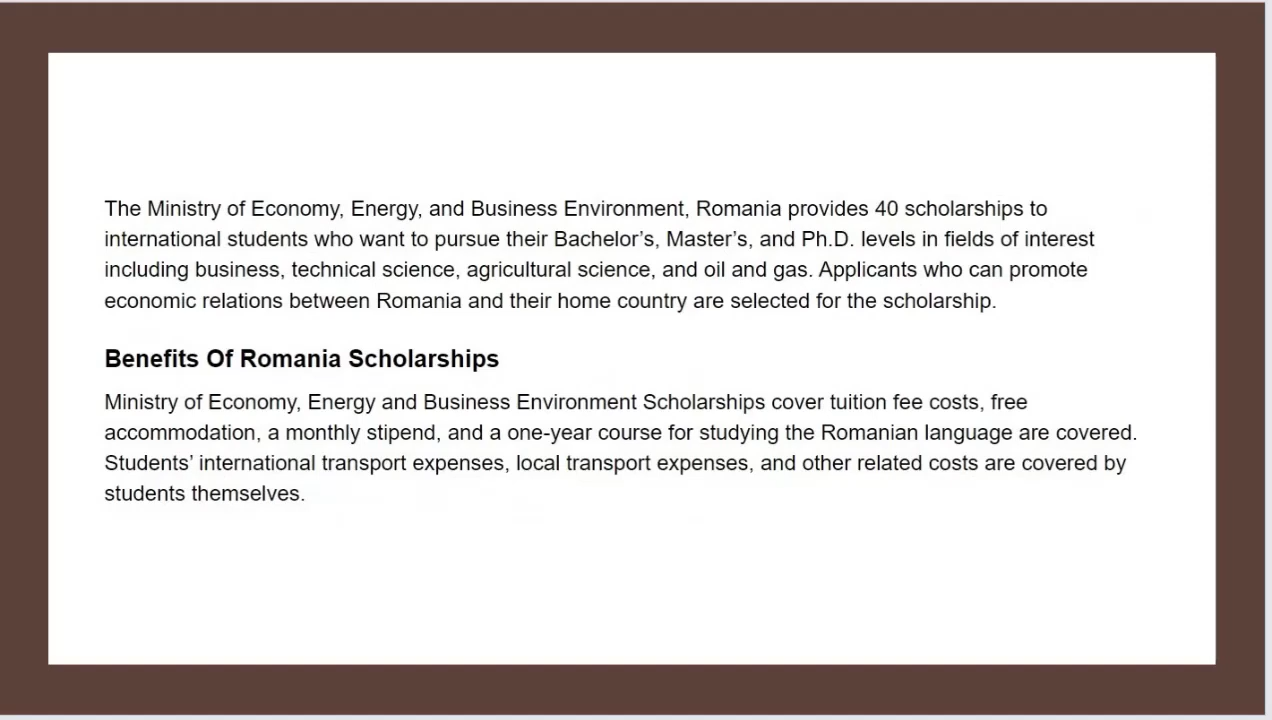 The Ministry of Economy, Energy, and Business Environment, Romania provides 40 scholarships to
international students who want to pursue their Bachelor’s, Master’s, and Ph.D. levels in fields of interest
including business, technical science, agricultural science, and oil and gas. Applicants who can promote
economic relations between Romania and their home country are selected for the scholarship.
Benefits Of Romania Scholarships
Ministry of Economy, Energy and Business Environment Scholarships cover tuition fee costs, free
accommodation, a monthly stipend, and a one-year course for studying the Romanian language are covered.
Students’ international transport expenses, local transport expenses, and other related costs are covered by
students themselves.